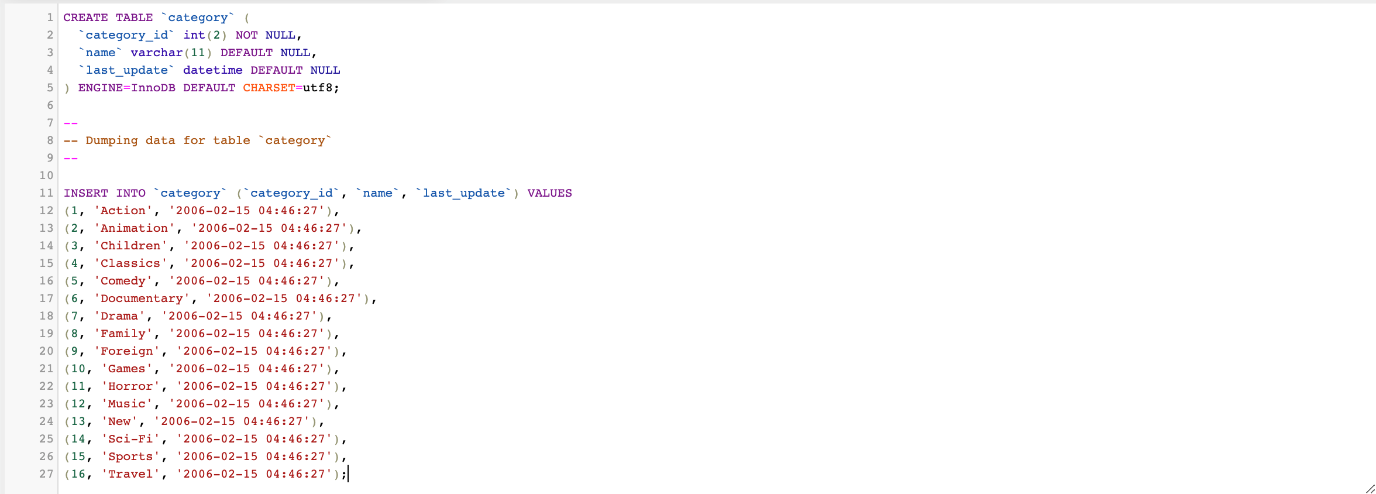 1 CREATE TABLE `category` (
2   `category_id` int(2) NOT NULL,
3   `name` varchar(11) DEFAULT NULL,
4   `last_update` datetime DEFAULT NULL
5 ) ENGINE=InnoDB DEFAULT CHARSET=utf8;
6
7 --
8 -- Dumping data for table `category`
9 --
10
11 INSERT INTO `category` (`category_id`, `name`, `last_update`) VALUES
12 (1, 'Action', '2006-02-15 04:46:27'),
13 (2, 'Animation', '2006-02-15 04:46:27'),
14 (3, 'Children', '2006-02-15 04:46:27'),
15 (4, 'Classics', '2006-02-15 04:46:27'),
16 (5, 'Comedy', '2006-02-15 04:46:27'),
17 (6, 'Documentary', '2006-02-15 04:46:27'),
18 (7, 'Drama', '2006-02-15 04:46:27'),
19 (8, 'Family', '2006-02-15 04:46:27'),
20 (9, 'Foreign', '2006-02-15 04:46:27'),
21 (10, 'Games', '2006-02-15 04:46:27'),
22 (11, 'Horror', '2006-02-15 04:46:27'),
23 (12, 'Music', '2006-02-15 04:46:27'),
24 (13, 'New', '2006-02-15 04:46:27'),
25 (14, 'Sci-Fi', '2006-02-15 04:46:27'),
26 (15, 'Sports', '2006-02-15 04:46:27'),
27 (16, 'Travel', '2006-02-15 04:46:27');